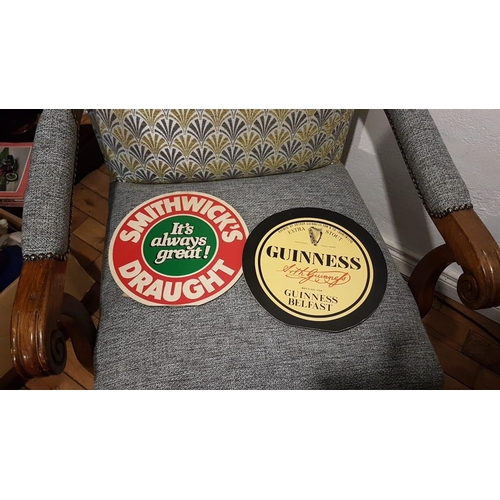 SMITHWICK'S
It's
always
great!
DRAUGHT
EXTRA STOUT
GUINNESS
GUINNESS
BELFAST